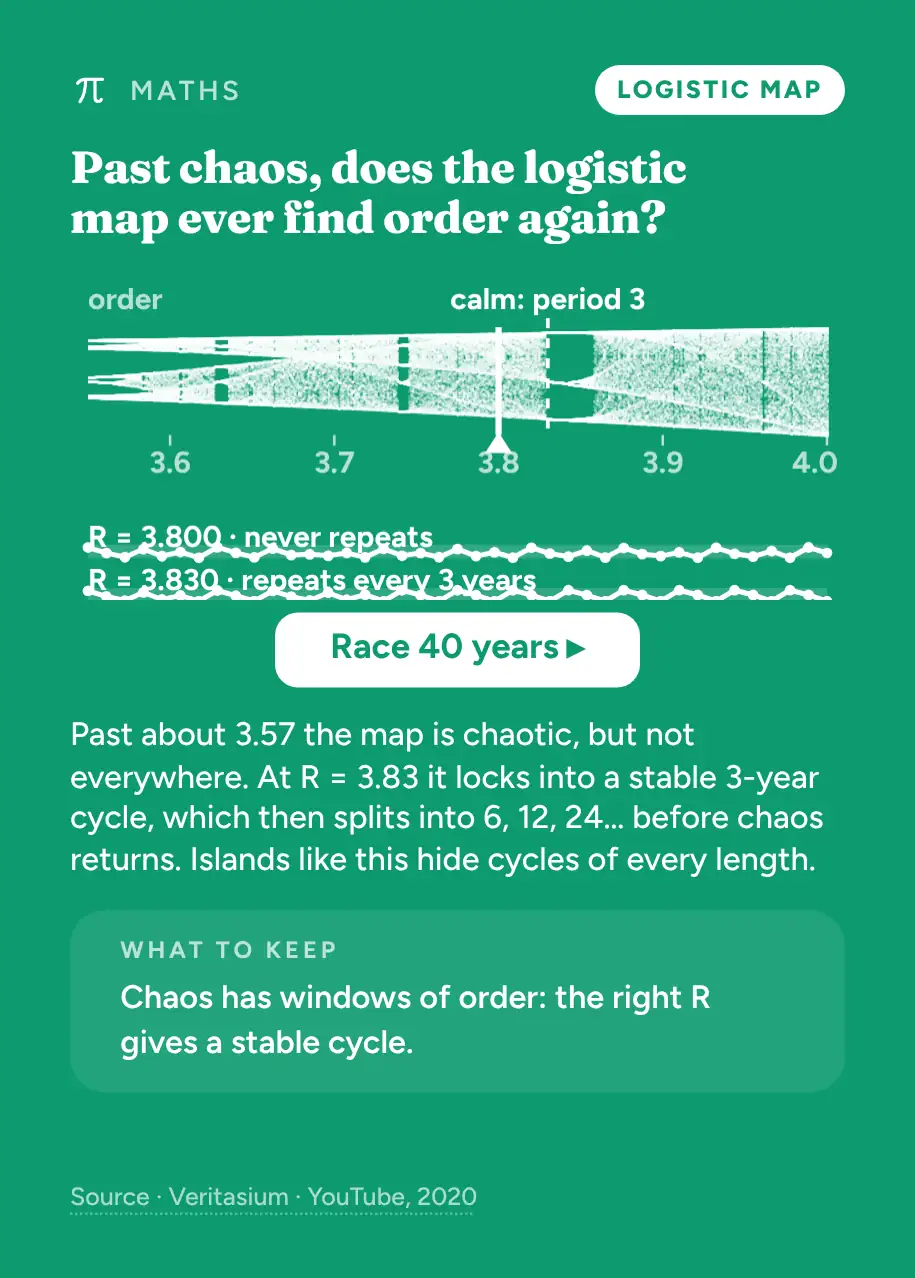 π MATHS
LOGISTIC MAP
Past chaos, does the logistic
map ever find order again?
order
calm: period 3
3.6 3.7 3.8 3.9 4.0
R = 3.800 · never repeats
R = 3.830 · repeats every 3 years
Race 40 years ▸
Past about 3.57 the map is chaotic, but not
everywhere. At R = 3.83 it locks into a stable 3-year
cycle, which then splits into 6, 12, 24… before chaos
returns. Islands like this hide cycles of every length.
WHAT TO KEEP
Chaos has windows of order: the right R
gives a stable cycle.
Source · Veritasium · YouTube, 2020